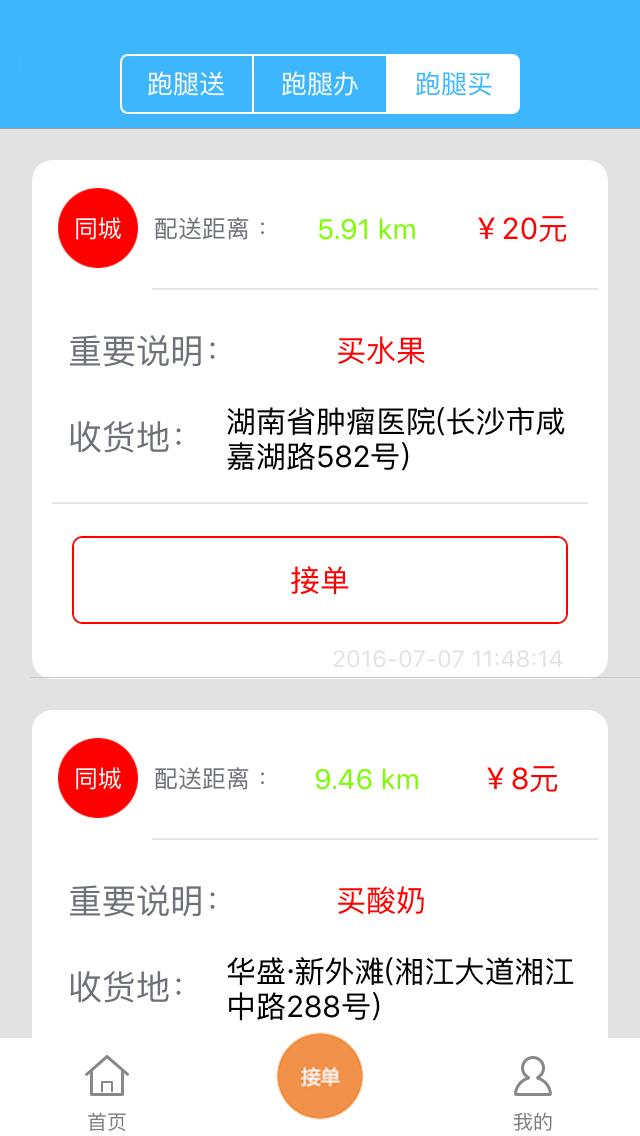 跑腿送 跑腿办 跑腿买
同城 配送距离： 5.91 km ￥20元
重要说明： 买水果
收货地： 湖南省肿瘤医院(长沙市咸
嘉湖路582号)
接单
2016-07-07 11:48:14
同城 配送距离： 9.46 km ￥8元
重要说明： 买酸奶
收货地： 华盛·新外滩(湘江大道湘江
中路288号)
接单
首页 我的